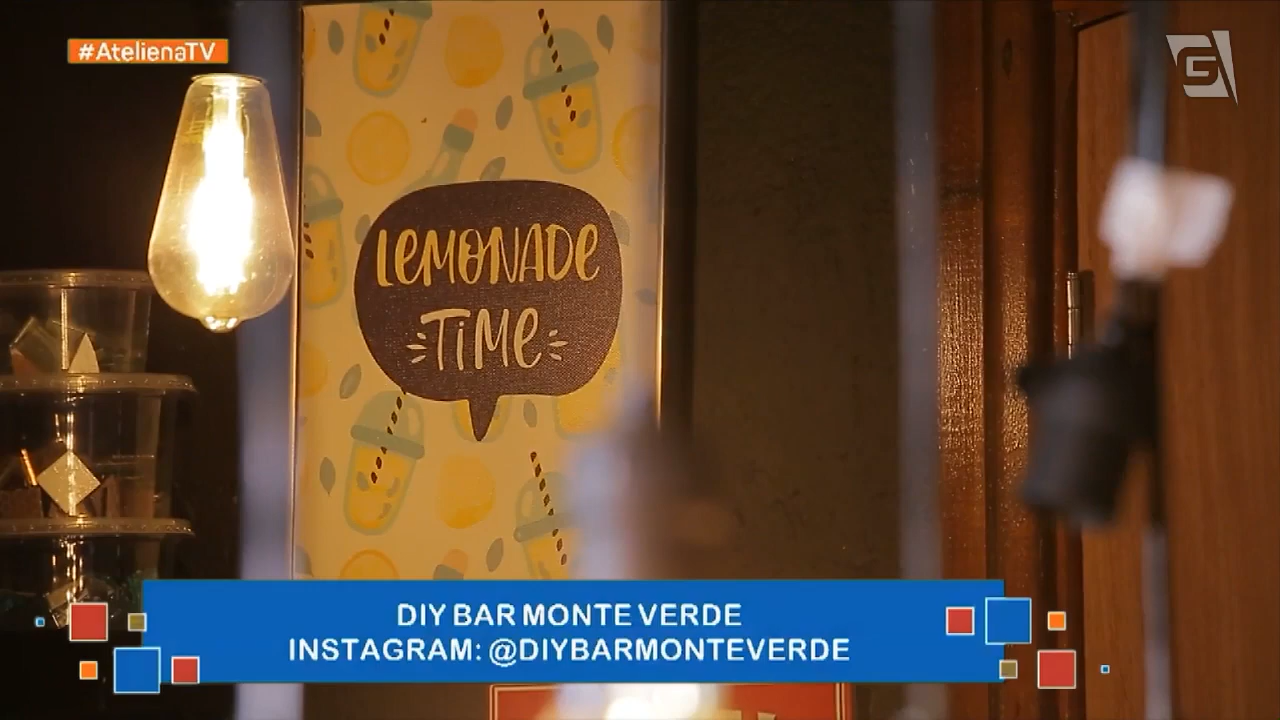 #AtelienaTV
LEMONADE
TIME
DIY BAR MONTE VERDE
INSTAGRAM: @DIYBARMONTEVERDE